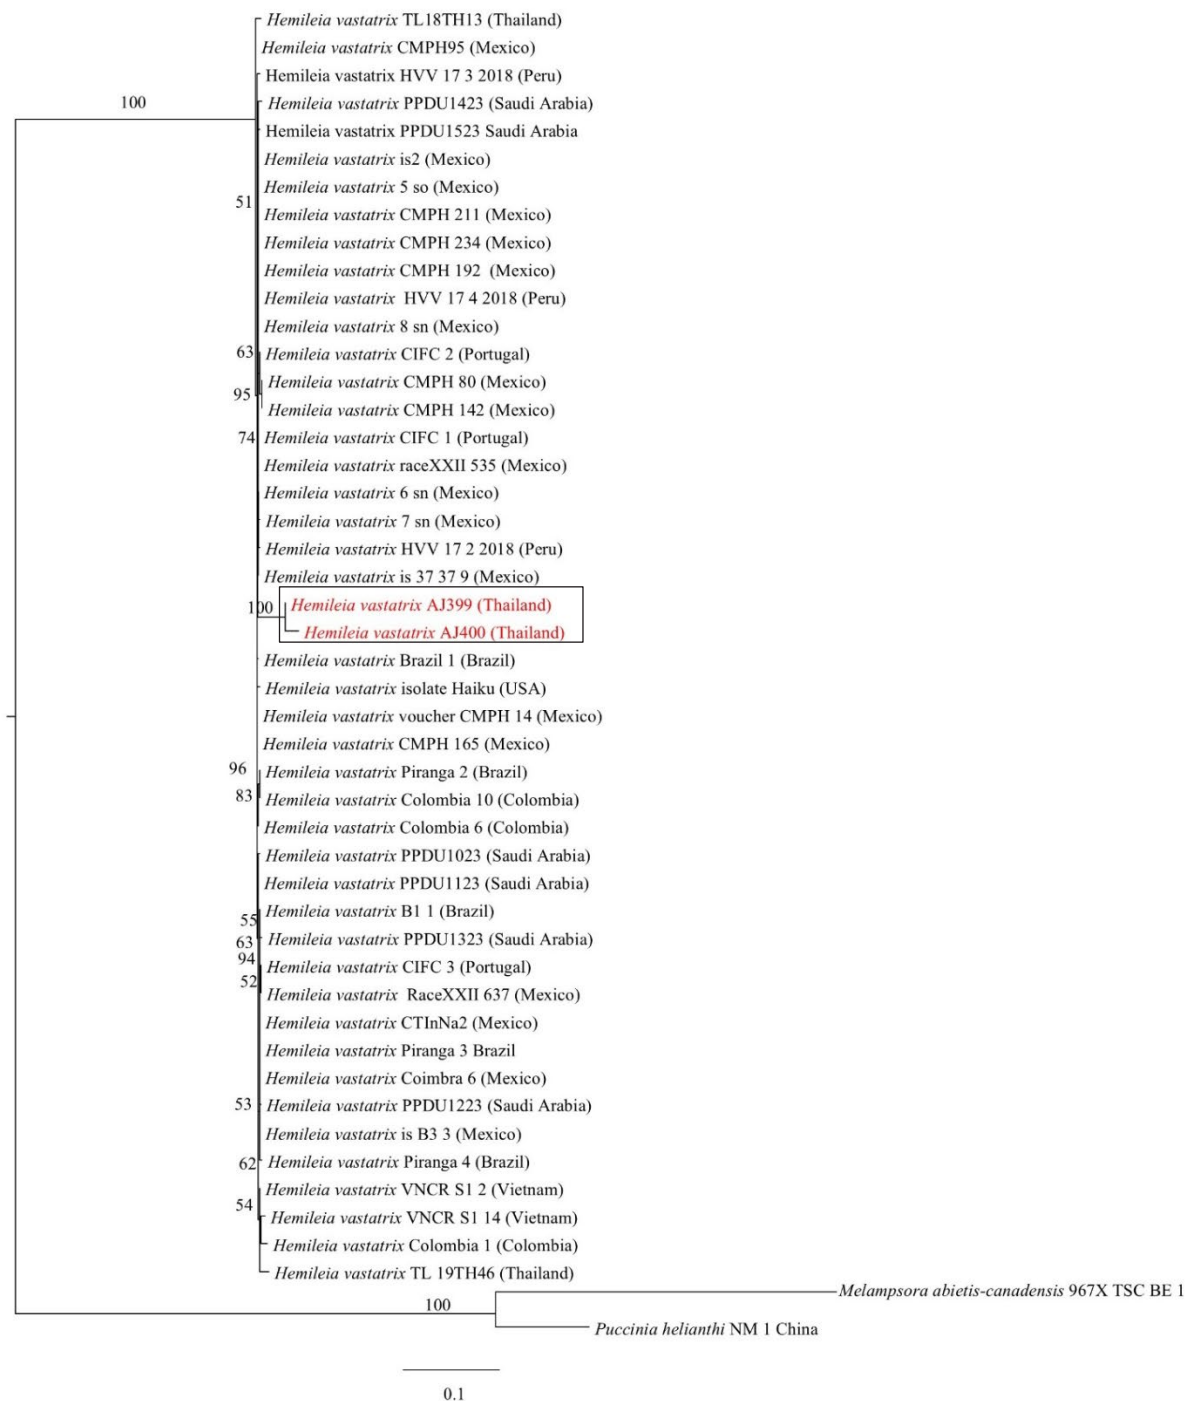 Hemileia vastatrix TL18TH13 (Thailand)
Hemileia vastatrix CMPH95 (Mexico)
Hemileia vastatrix HVV 17 3 2018 (Peru)
100
Hemileia vastatrix PPDU1423 (Saudi Arabia)
Hemileia vastatrix PPDU1523 Saudi Arabia
Hemileia vastatrix is2 (Mexico)
Hemileia vastatrix 5 so (Mexico)
51
Hemileia vastatrix CMPH 211 (Mexico)
Hemileia vastatrix CMPH 234 (Mexico)
Hemileia vastatrix CMPH 192 (Mexico)
Hemileia vastatrix HVV 17 4 2018 (Peru)
Hemileia vastatrix 8 sn (Mexico)
63
Hemileia vastatrix CIFC 2 (Portugal)
Hemileia vastatrix CMPH 80 (Mexico)
95
Hemileia vastatrix CMPH 142 (Mexico)
74
Hemileia vastatrix CIFC 1 (Portugal)
Hemileia vastatrix raceXXII 535 (Mexico)
Hemileia vastatrix 6 sn (Mexico)
Hemileia vastatrix 7 sn (Mexico)
Hemileia vastatrix HVV 17 2 2018 (Peru)
Hemileia vastatrix is 37 37 9 (Mexico)
100
Hemileia vastatrix AJ399 (Thailand)
Hemileia vastatrix AJ400 (Thailand)
Hemileia vastatrix Brazil 1 (Brazil)
Hemileia vastatrix isolate Haiku (USA)
Hemileia vastatrix voucher CMPH 14 (Mexico)
Hemileia vastatrix CMPH 165 (Mexico)
96
Hemileia vastatrix Piranga 2 (Brazil)
83
Hemileia vastatrix Colombia 10 (Colombia)
Hemileia vastatrix Colombia 6 (Colombia)
Hemileia vastatrix PPDU1023 (Saudi Arabia)
Hemileia vastatrix PPDU1123 (Saudi Arabia)
Hemileia vastatrix B1 1 (Brazil)
55
Hemileia vastatrix PPDU1323 (Saudi Arabia)
63
94
Hemileia vastatrix CIFC 3 (Portugal)
52
Hemileia vastatrix RaceXXII 637 (Mexico)
Hemileia vastatrix CTInNa2 (Mexico)
Hemileia vastatrix Piranga 3 Brazil
Hemileia vastatrix Coimbra 6 (Mexico)
53
Hemileia vastatrix PPDU1223 (Saudi Arabia)
Hemileia vastatrix is B3 3 (Mexico)
62
Hemileia vastatrix Piranga 4 (Brazil)
Hemileia vastatrix VNCR S1 2 (Vietnam)
54
Hemileia vastatrix VNCR S1 14 (Vietnam)
Hemileia vastatrix Colombia 1 (Colombia)
Hemileia vastatrix TL 19TH46 (Thailand)
Melampsora abietis-canadensis 967X TSC BE 1
100
Puccinia helianthi NM 1 China
0.1